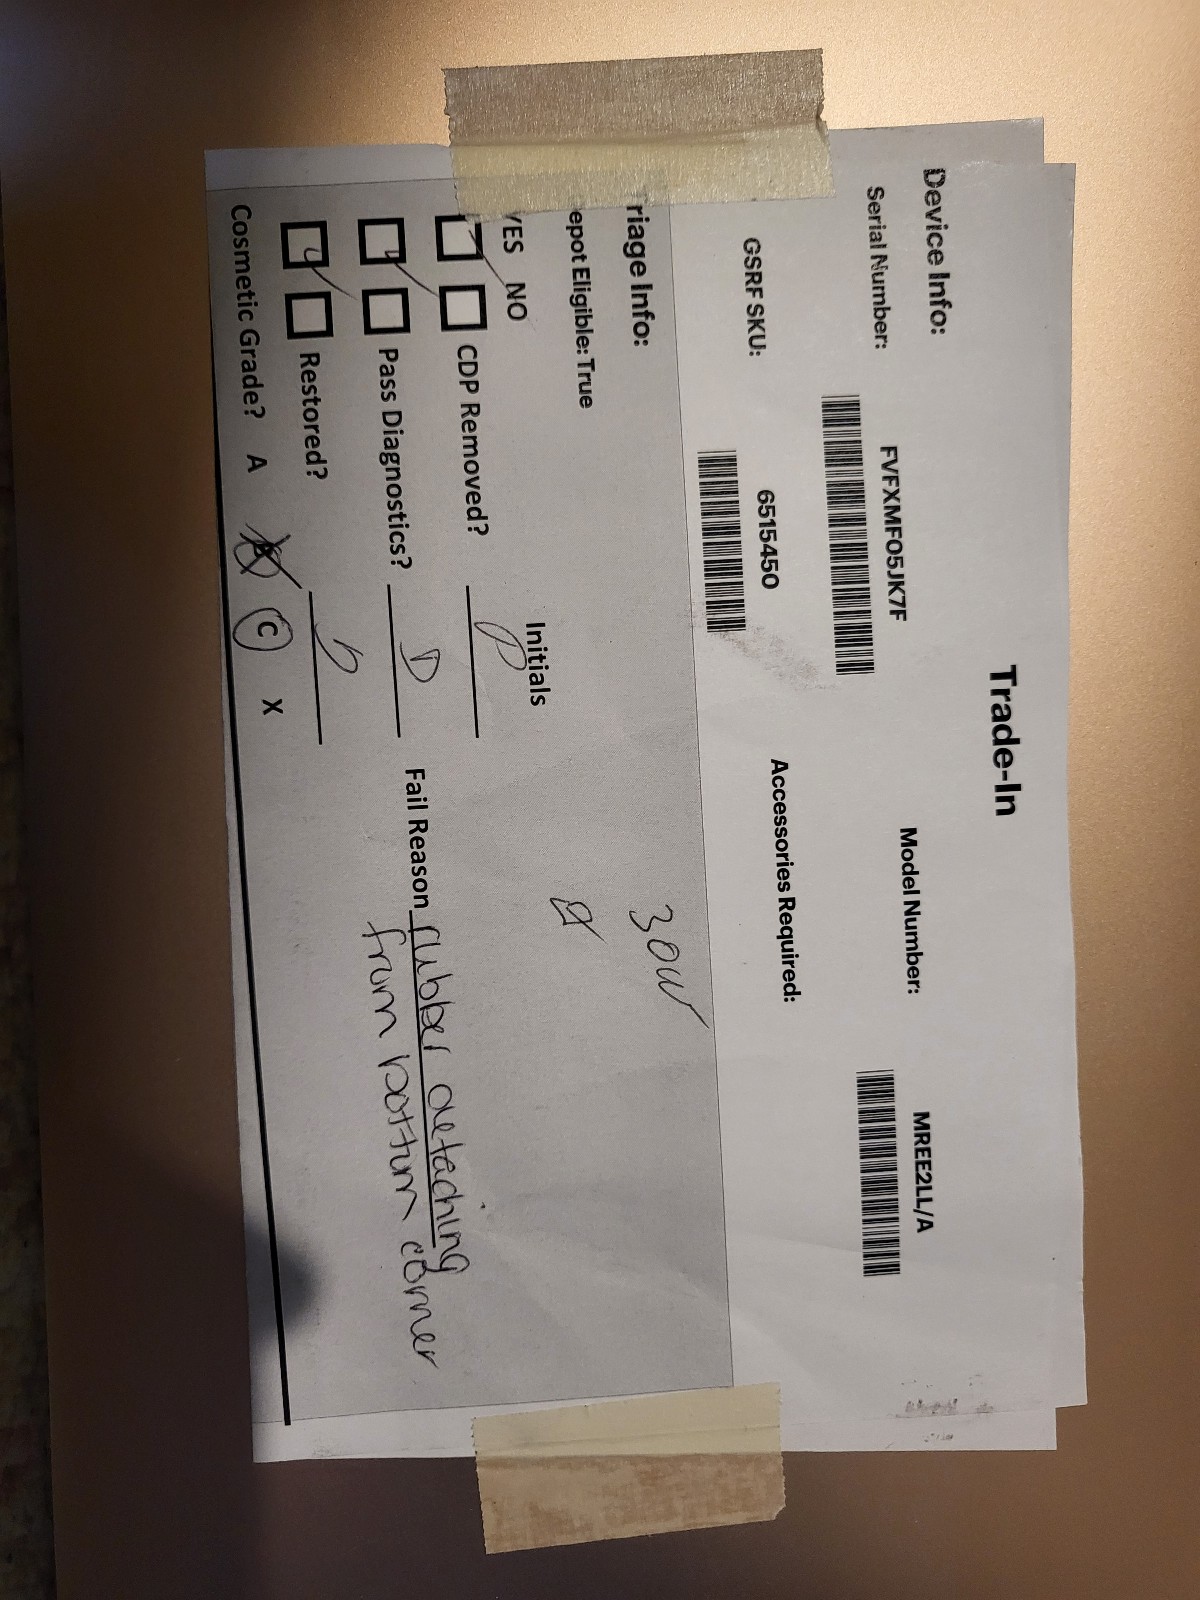 Trade-In
Device Info:
Serial Number: FVFXMF05JK7F Model Number: MREE2LL/A
GSRF SKU: 6515450 Accessories Required:
riage Info: 30W
epot Eligible: True
YES NO Initials
CDP Removed?
Pass Diagnostics? D Fail Reason rubber detaching
from bottom corner
Restored?
Cosmetic Grade? A B C X